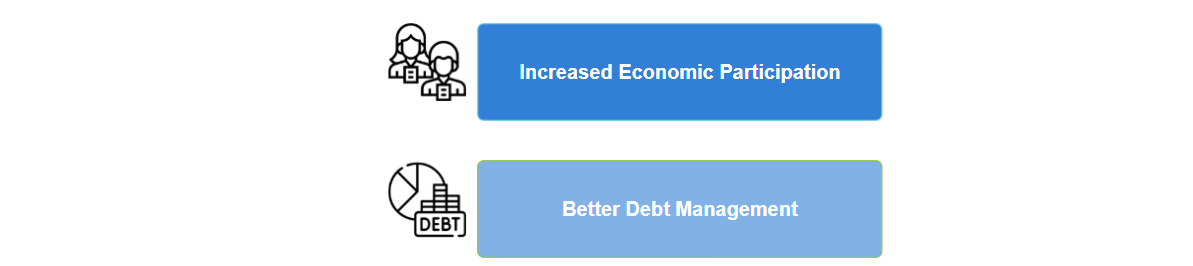 Increased Economic Participation
DEBT
Better Debt Management